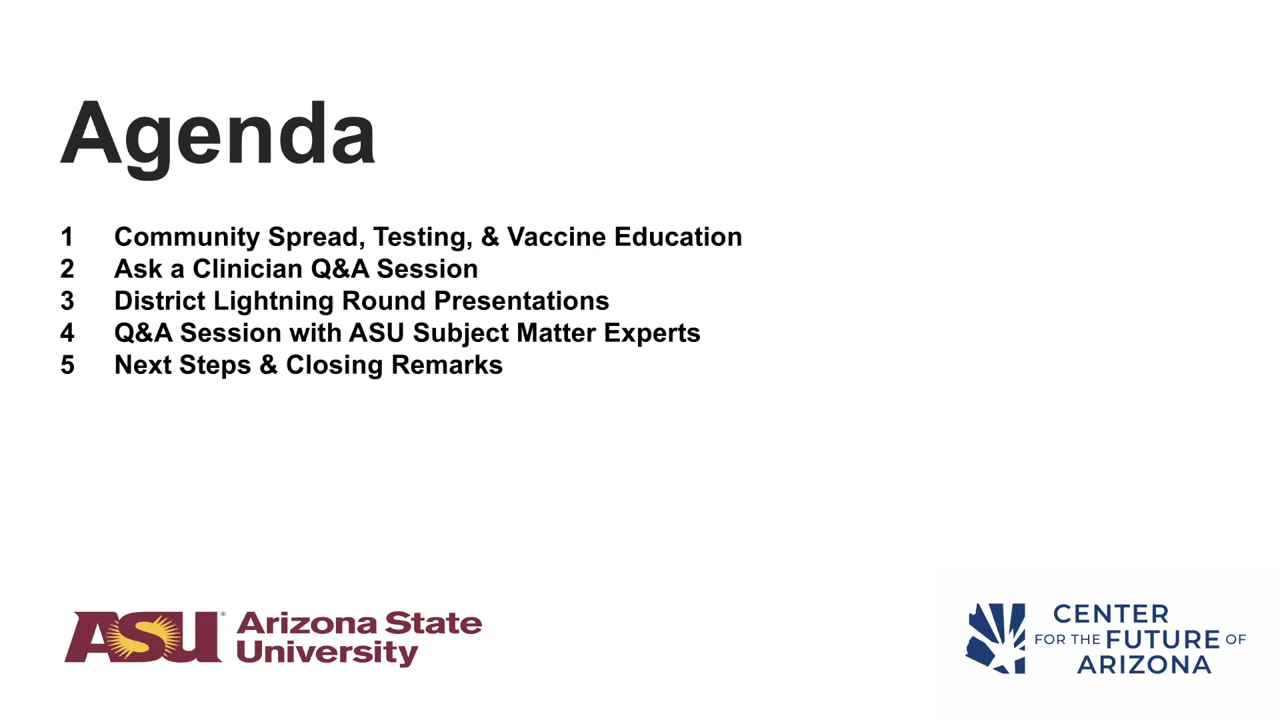 Agenda
1 Community Spread, Testing, & Vaccine Education
2 Ask a Clinician Q&A Session
3 District Lightning Round Presentations
4 Q&A Session with ASU Subject Matter Experts
5 Next Steps & Closing Remarks
ASU® Arizona State
University
CENTER
FOR THE FUTURE OF
ARIZONA